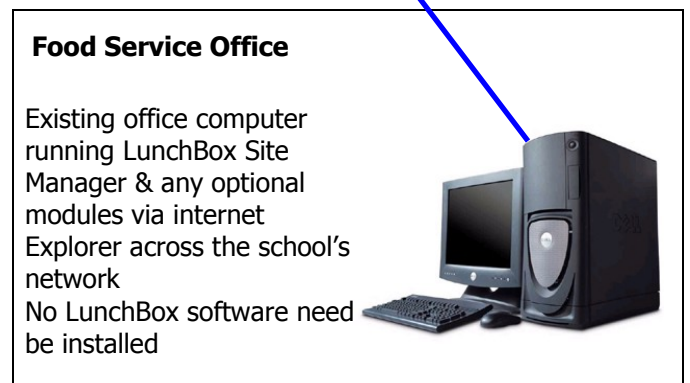 Food Service Office
Existing office computer
running LunchBox Site
Manager & any optional
modules via internet
Explorer across the school's
network
No LunchBox software need
be installed